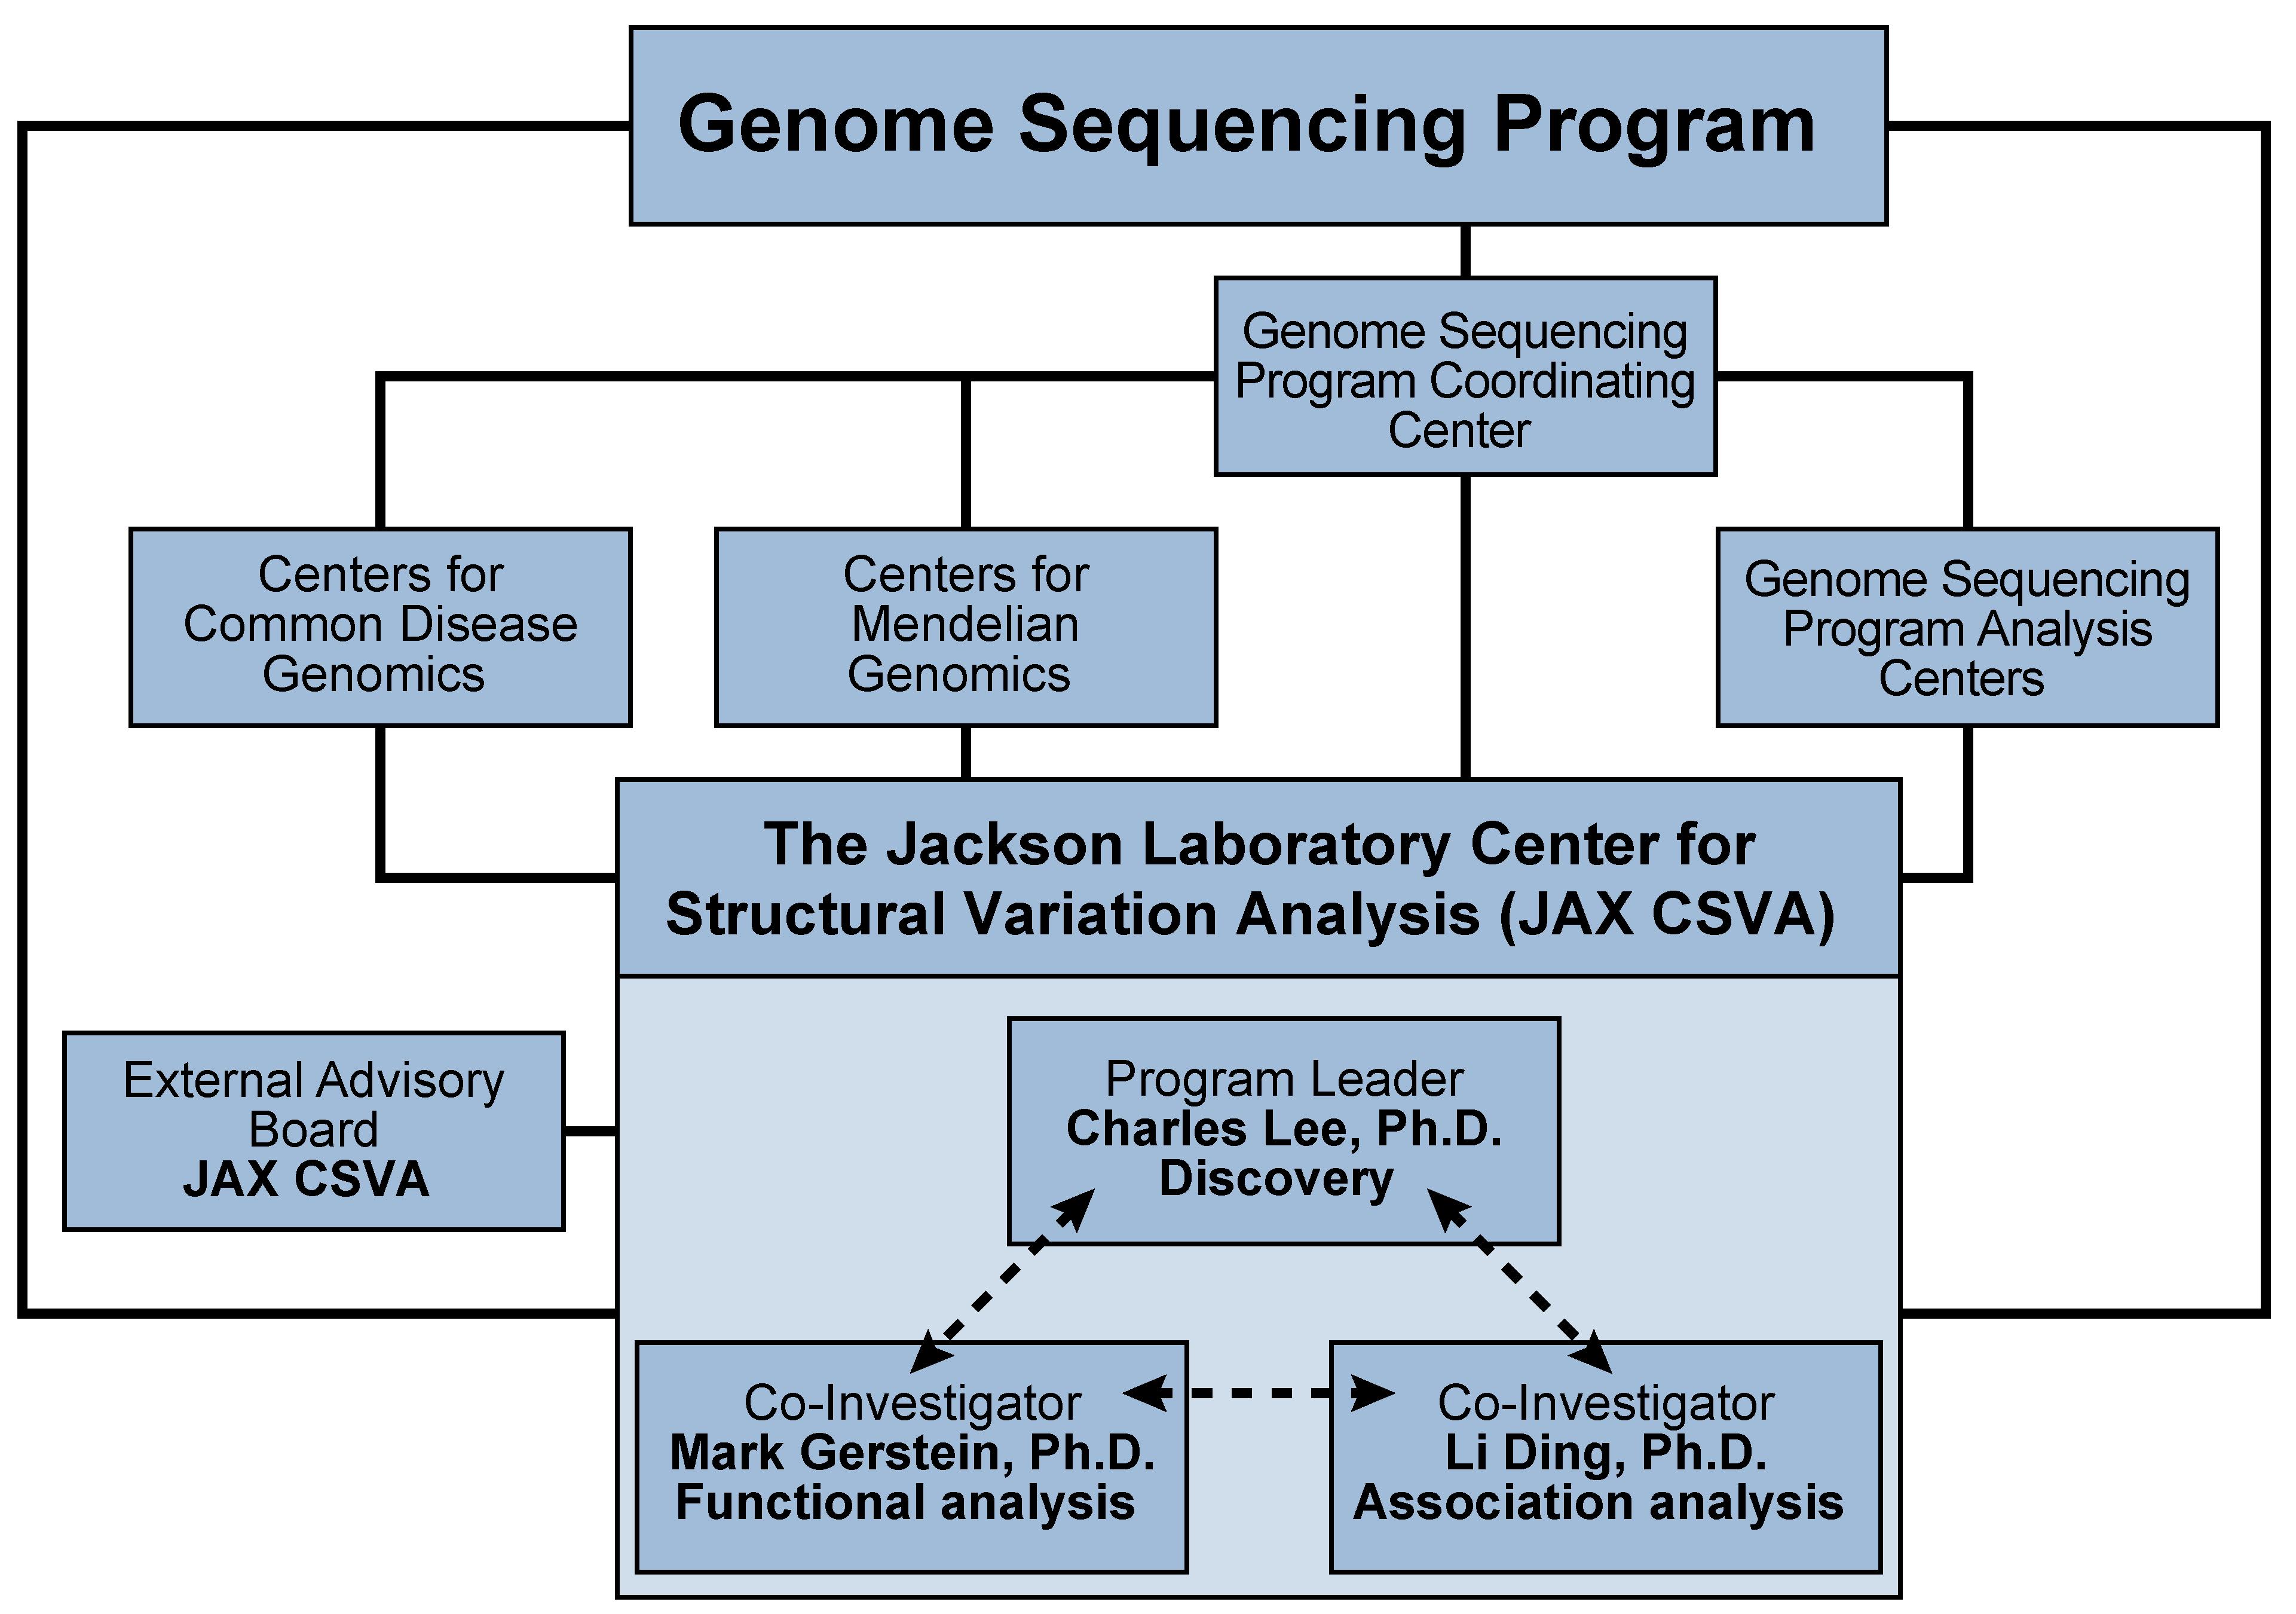 Genome Sequencing Program
Genome Sequencing
Program Coordinating
Center
Centers for
Common Disease
Genomics
Centers for
Mendelian
Genomics
Genome Sequencing
Program Analysis
Centers
The Jackson Laboratory Center for
Structural Variation Analysis (JAX CSVA)
External Advisory
Board
JAX CSVA
Program Leader
Charles Lee, Ph.D.
Discovery
Co-Investigator
Mark Gerstein, Ph.D.
Functional analysis
Co-Investigator
Li Ding, Ph.D.
Association analysis